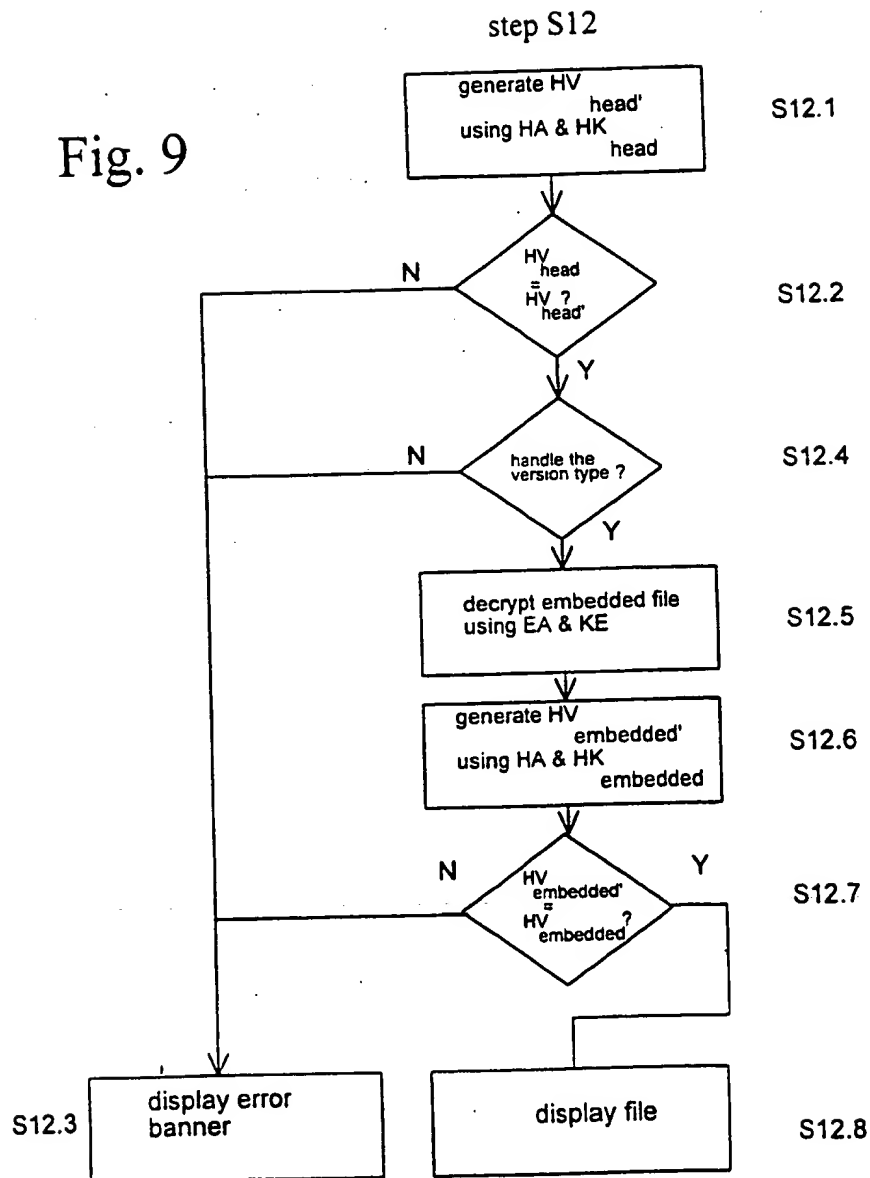 step S12
Fig. 9
generate HV
head'
using HA & HK
head
S12.1
HV
head
=
HV ?
head'
N
S12.2
Y
handle the
version type ?
N
S12.4
Y
decrypt embedded file
using EA & KE
S12.5
generate HV
embedded'
using HA & HK
embedded
S12.6
N
HV
embedded'
=
HV
embedded ?
Y
S12.7
S12.3
display error
banner
display file
S12.8